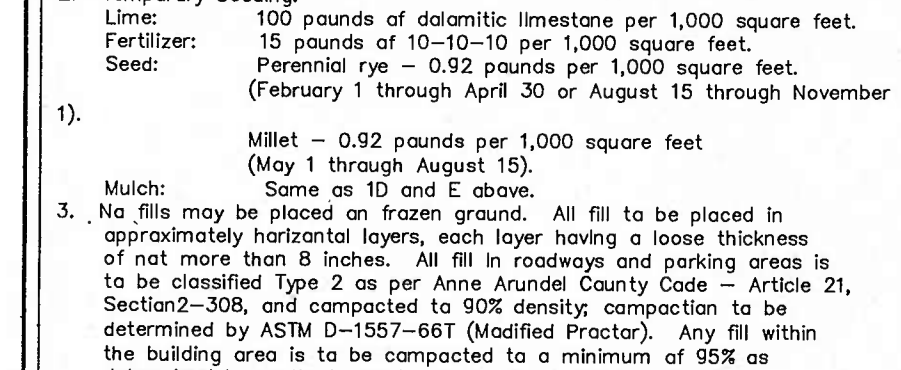 2. Temporary Seeding:
Lime: 100 pounds of dolomitic limestone per 1,000 square feet.
Fertilizer: 15 pounds of 10-10-10 per 1,000 square feet.
Seed: Perennial rye - 0.92 pounds per 1,000 square feet.
(February 1 through April 30 or August 15 through November
1).
Millet - 0.92 pounds per 1,000 square feet
(May 1 through August 15).
Mulch: Same as 1D and E above.
3. No fills may be placed on frozen ground. All fill to be placed in
approximately horizontal layers, each layer having a loose thickness
of not more than 8 inches. All fill in roadways and parking areas is
to be classified Type 2 as per Anne Arundel County Code - Article 21,
Section2-308, and compacted to 90% density; compaction to be
determined by ASTM D-1557-66T (Modified Proctor). Any fill within
the building area is to be compacted to a minimum of 95% as